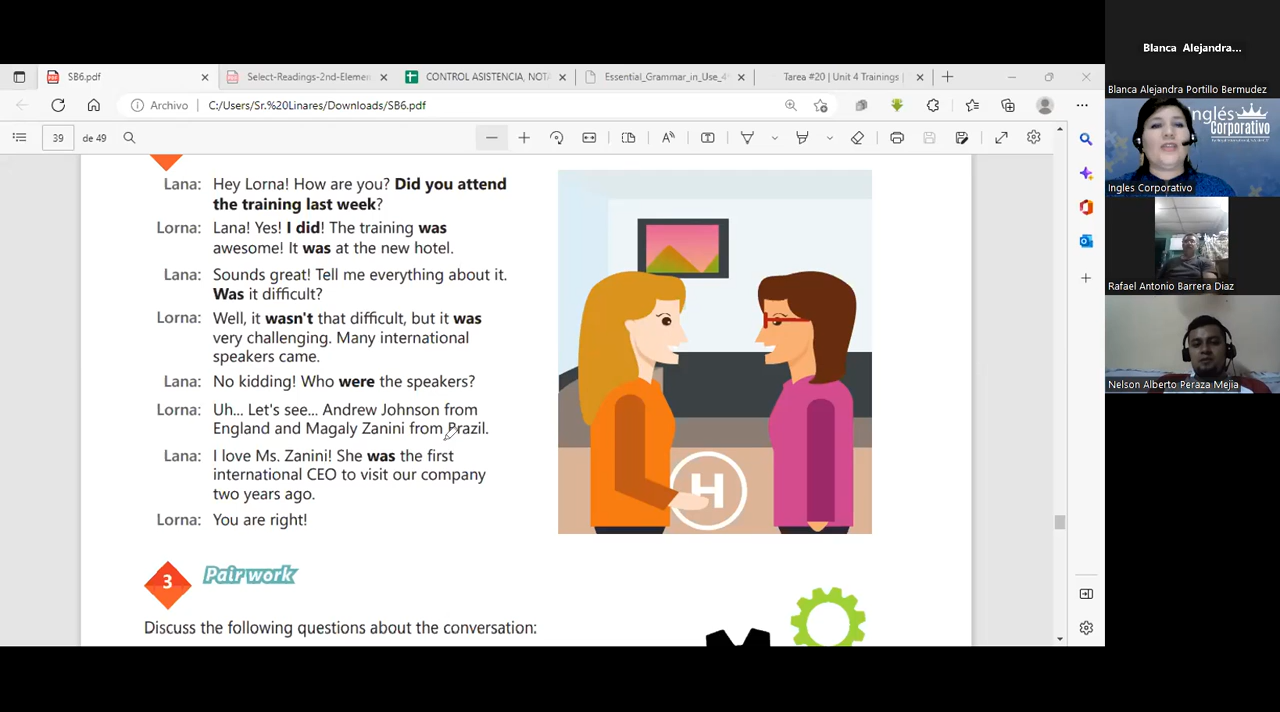 Blanca Alejandra...
SB6.pdf
Select-Readings-2nd-Elemen
CONTROL ASISTENCIA, NOTA
Essential_Grammar_in_Use_4
Tarea #20 | Unit 4 Trainings |
Blanca Alejandra Portillo Bermudez
Archivo
C:/Users/Sr.%20Linares/Downloads/SB6.pdf
Inglés
Corporativo
39
de 49
Lana: Hey Lorna! How are you? Did you attend
the training last week?
Ingles Corporativo
Lorna: Lana! Yes! I did! The training was
awesome! It was at the new hotel.
Lana: Sounds great! Tell me everything about it.
Was it difficult?
Rafael Antonio Barrera Diaz
Lorna: Well, it wasn't that difficult, but it was
very challenging. Many international
speakers came.
Lana: No kidding! Who were the speakers?
Nelson Alberto Peraza Mejia
Lorna: Uh... Let's see... Andrew Johnson from
England and Magaly Zanini from Brazil.
Lana: I love Ms. Zanini! She was the first
international CEO to visit our company
two years ago.
Lorna: You are right!
H
3
Pair work
Discuss the following questions about the conversation: